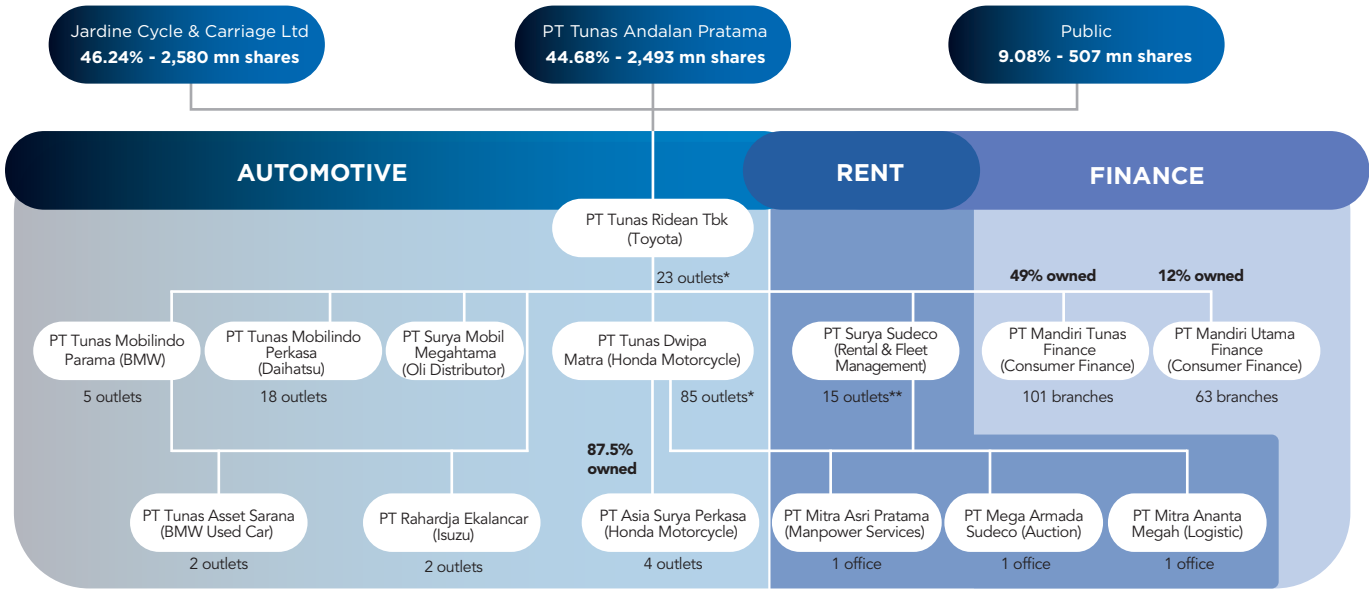 Jardine Cycle & Carriage Ltd
46.24% - 2,580 mn shares
PT Tunas Andalan Pratama
44.68% - 2,493 mn shares
Public
9.08% - 507 mn shares
AUTOMOTIVE
RENT
FINANCE
PT Tunas Ridean Tbk
(Toyota)
23 outlets*
49% owned
12% owned
PT Tunas Mobilindo
Parama (BMW)
5 outlets
PT Tunas Mobilindo
Perkasa
(Daihatsu)
18 outlets
PT Surya Mobil
Megahtama
(Oli Distributor)
PT Tunas Dwipa
Matra (Honda Motorcycle)
85 outlets*
PT Surya Sudeco
(Rental & Fleet
Management)
15 outlets**
PT Mandiri Tunas
Finance
(Consumer Finance)
101 branches
PT Mandiri Utama
Finance
(Consumer Finance)
63 branches
87.5%
owned
PT Tunas Asset Sarana
(BMW Used Car)
2 outlets
PT Rahardja Ekalancar
(Isuzu)
2 outlets
PT Asia Surya Perkasa
(Honda Motorcycle)
4 outlets
PT Mitra Asri Pratama
(Manpower Services)
1 office
PT Mega Armada
Sudeco (Auction)
1 office
PT Mitra Ananta
Megah (Logistic)
1 office